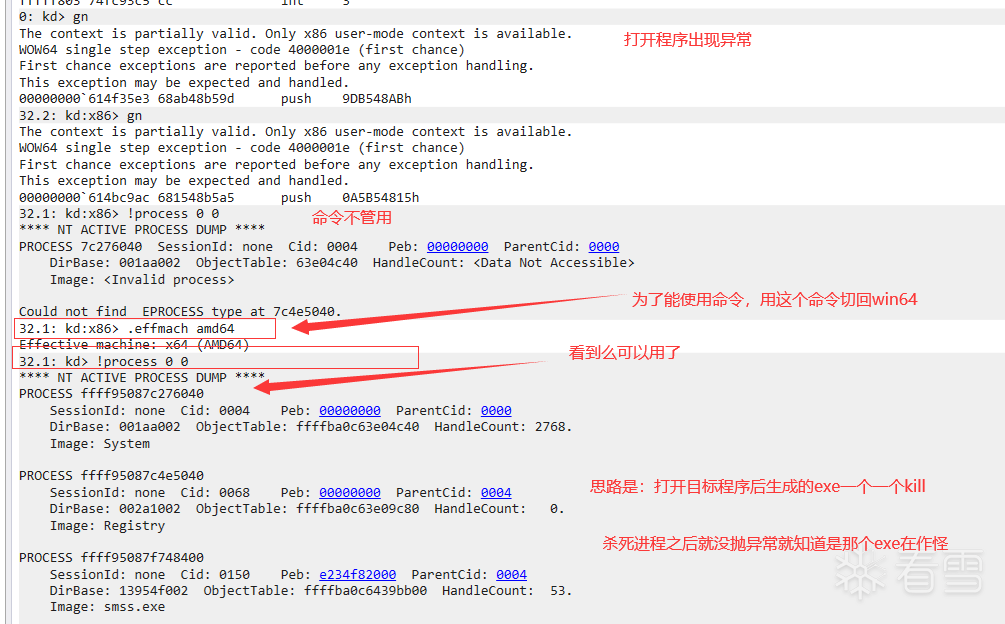 fffff803`74fc93c5 cc              int     3
0: kd> gn
The context is partially valid. Only x86 user-mode context is available.
WOW64 single step exception - code 4000001e (first chance)
打开程序出现异常
First chance exceptions are reported before any exception handling.
This exception may be expected and handled.
00000000`614f35e3 68ab48b59d      push    9DB548ABh
32.2: kd:x86> gn
The context is partially valid. Only x86 user-mode context is available.
WOW64 single step exception - code 4000001e (first chance)
First chance exceptions are reported before any exception handling.
This exception may be expected and handled.
00000000`614bc9ac 681548b5a5      push    0A5B54815h
32.1: kd:x86> !process 0 0
命令不管用
**** NT ACTIVE PROCESS DUMP ****
PROCESS 7c276040  SessionId: none  Cid: 0004    Peb: 00000000  ParentCid: 0000
    DirBase: 001aa002  ObjectTable: 63e04c40  HandleCount: <Data Not Accessible>
    Image: <Invalid process>
为了能使用命令，用这个命令切回win64
Could not find  EPROCESS type at 7c4e5040.
32.1: kd:x86> .effmach amd64
Effective machine: x64 (AMD64)
看到么可以用了
32.1: kd> !process 0 0
**** NT ACTIVE PROCESS DUMP ****
PROCESS ffff95087c276040
    SessionId: none  Cid: 0004    Peb: 00000000  ParentCid: 0000
    DirBase: 001aa002  ObjectTable: ffffba0c63e04c40  HandleCount: 2768.
    Image: System
PROCESS ffff95087c4e5040
思路是：打开目标程序后生成的exe一个一个kill
    SessionId: none  Cid: 0068    Peb: 00000000  ParentCid: 0004
    DirBase: 002a1002  ObjectTable: ffffba0c63e09c80  HandleCount:   0.
    Image: Registry
杀死进程之后就没抛异常就知道是那个exe在作怪
PROCESS ffff95087f748400
    SessionId: none  Cid: 0150    Peb: e234f82000  ParentCid: 0004
    DirBase: 13954f002  ObjectTable: ffffba0c6439bb00  HandleCount:  53.
    Image: smss.exe
看雪